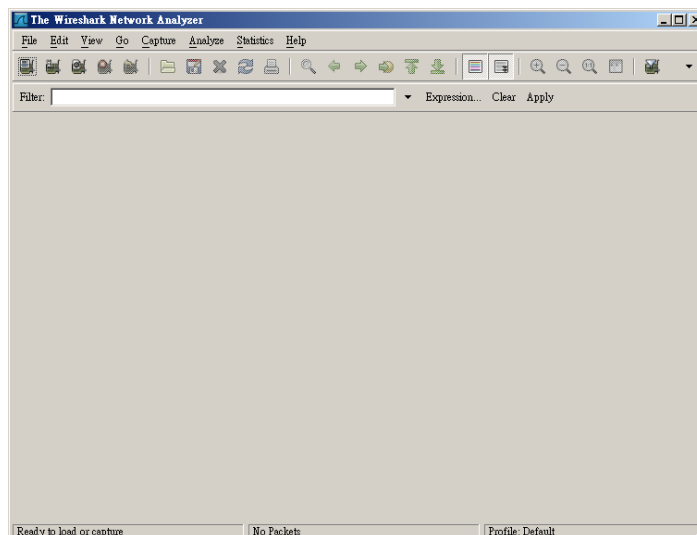 The Wireshark Network Analyzer
File Edit View Go Capture Analyze Statistics Help
Filter: Expression... Clear Apply
Ready to load or capture No Packets Profile: Default